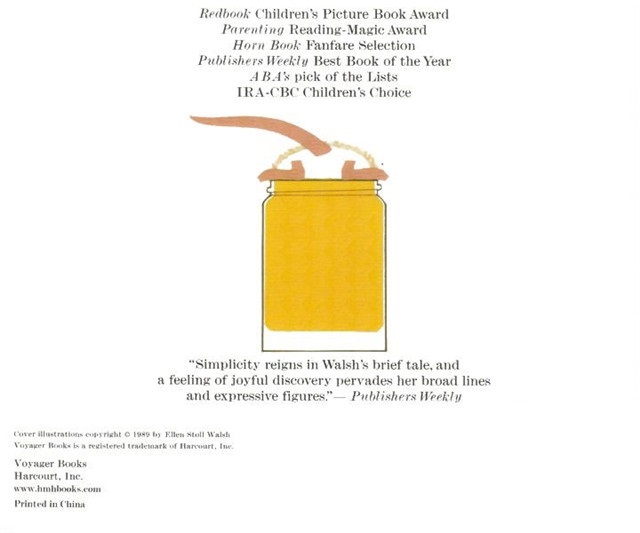 Redbook Children's Picture Book Award
Parenting Reading-Magic Award
Horn Book Fanfare Selection
Publishers Weekly Best Book of the Year
ABA's pick of the Lists
IRA-CBC Children's Choice
"Simplicity reigns in Walsh's brief tale, and
a feeling of joyful discovery pervades her broad lines
and expressive figures."— Publishers Weekly
Cover illustrations copyright © 1989 by Ellen Stoll Walsh
Voyager Books is a registered trademark of Harcourt, Inc.
Voyager Books
Harcourt, Inc.
www.hmhbooks.com
Printed in China